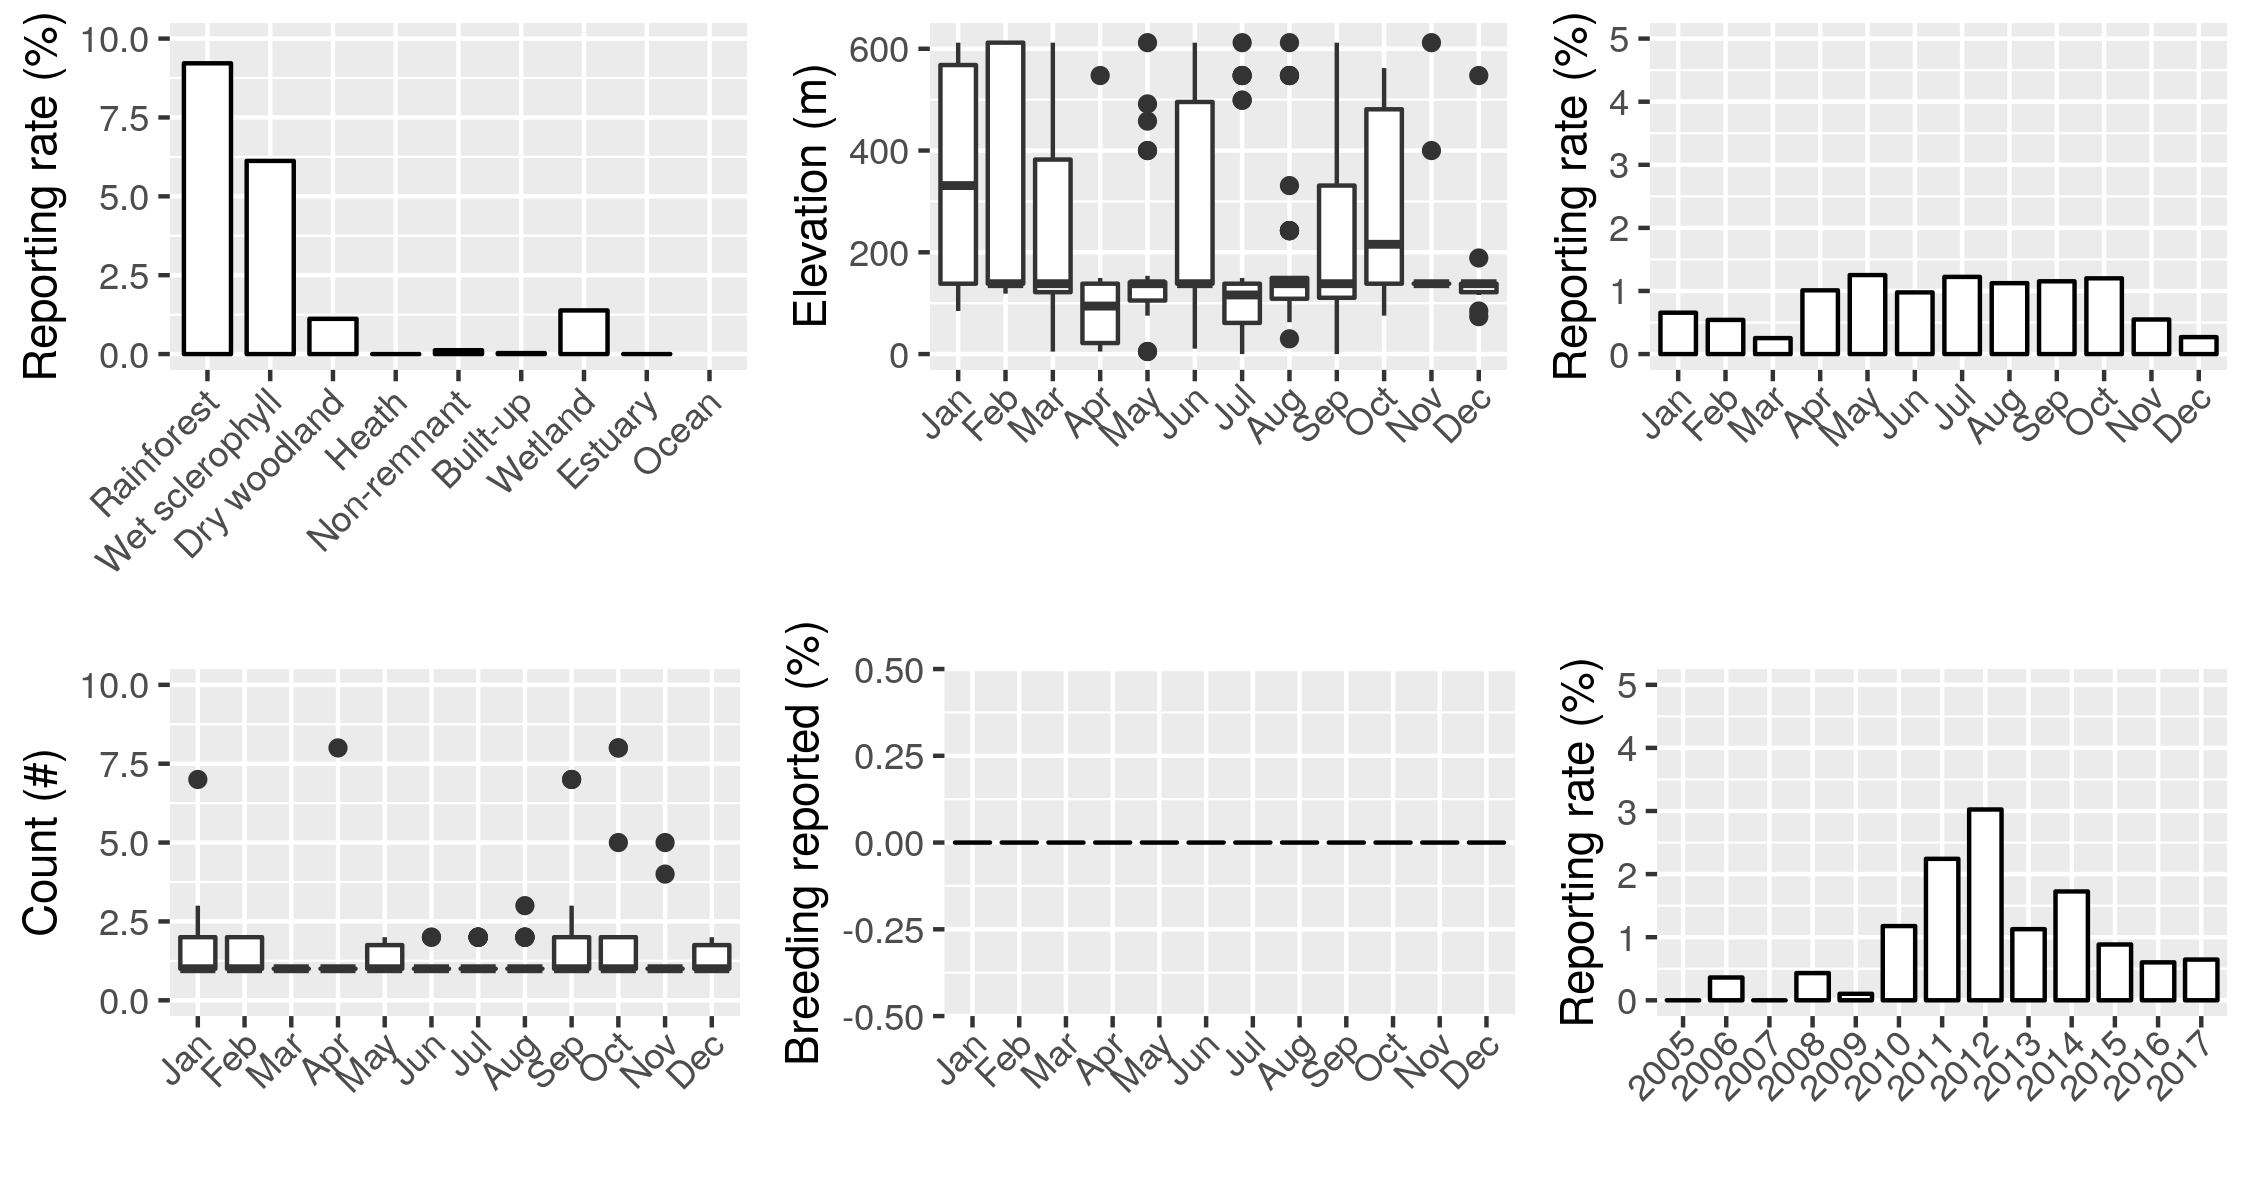 Reporting rate (%)
10.0
7.5
5.0
2.5
0.0
Rainforest
Wet sclerophyll
Dry woodland
Heath
Non-remnant
Built-up
Wetland
Estuary
Ocean
Elevation (m)
600
400
200
0
Jan
Feb
Mar
Apr
May
Jun
Jul
Aug
Sep
Oct
Nov
Dec
Reporting rate (%)
5
4
3
2
1
0
Jan
Feb
Mar
Apr
May
Jun
Jul
Aug
Sep
Oct
Nov
Dec
Count (#)
10.0
7.5
5.0
2.5
0.0
Jan
Feb
Mar
Apr
May
Jun
Jul
Aug
Sep
Oct
Nov
Dec
Breeding reported (%)
0.50
0.25
0.00
-0.25
-0.50
Jan
Feb
Mar
Apr
May
Jun
Jul
Aug
Sep
Oct
Nov
Dec
Reporting rate (%)
5
4
3
2
1
0
2005
2006
2007
2008
2009
2010
2011
2012
2013
2014
2015
2016
2017